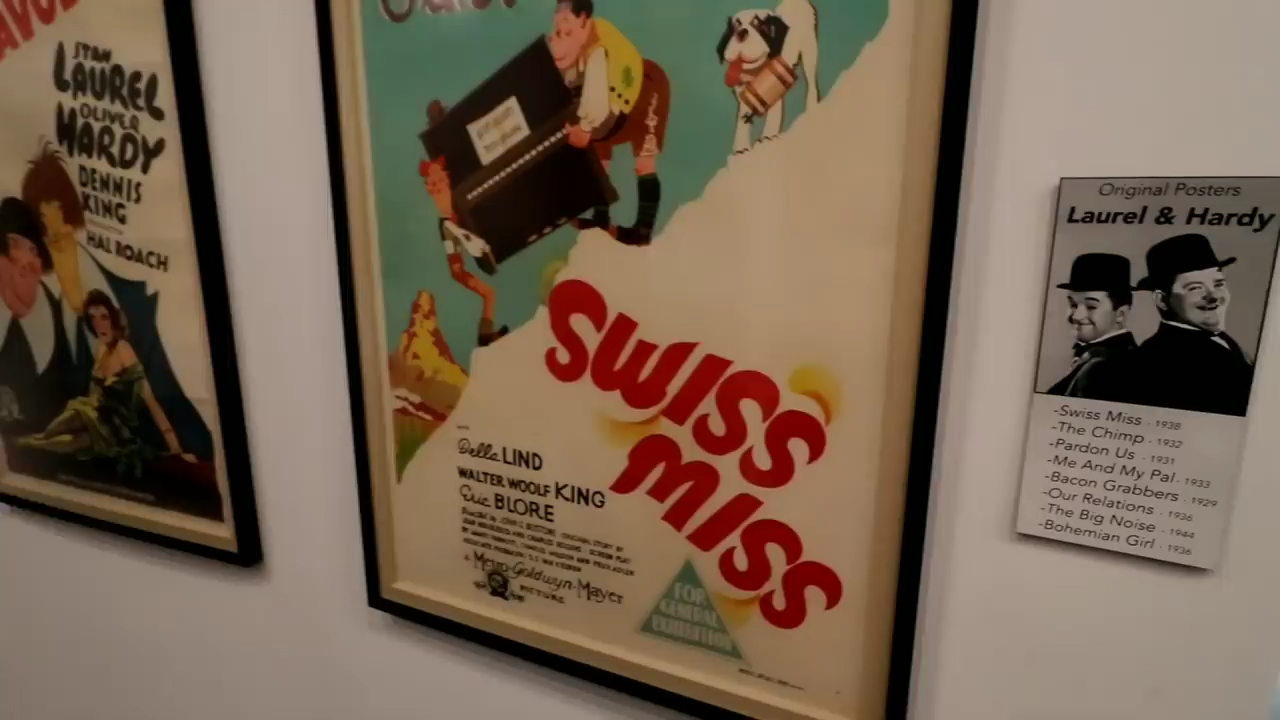 STAN
LAUREL
OLIVER
HARDY
DENNIS
KING
HAL ROACH
SWISS
MISS
Della LIND
WALTER WOOLF KING
Eric BLORE
A Metro-Goldwyn-Mayer
PICTURE
FOR
GENERAL
EXHIBITION
Original Posters
Laurel & Hardy
-Swiss Miss - 1938
-The Chimp - 1932
-Pardon Us - 1931
-Me And My Pal - 1933
-Bacon Grabbers - 1929
-Our Relations - 1936
-The Big Noise - 1944
-Bohemian Girl - 1936